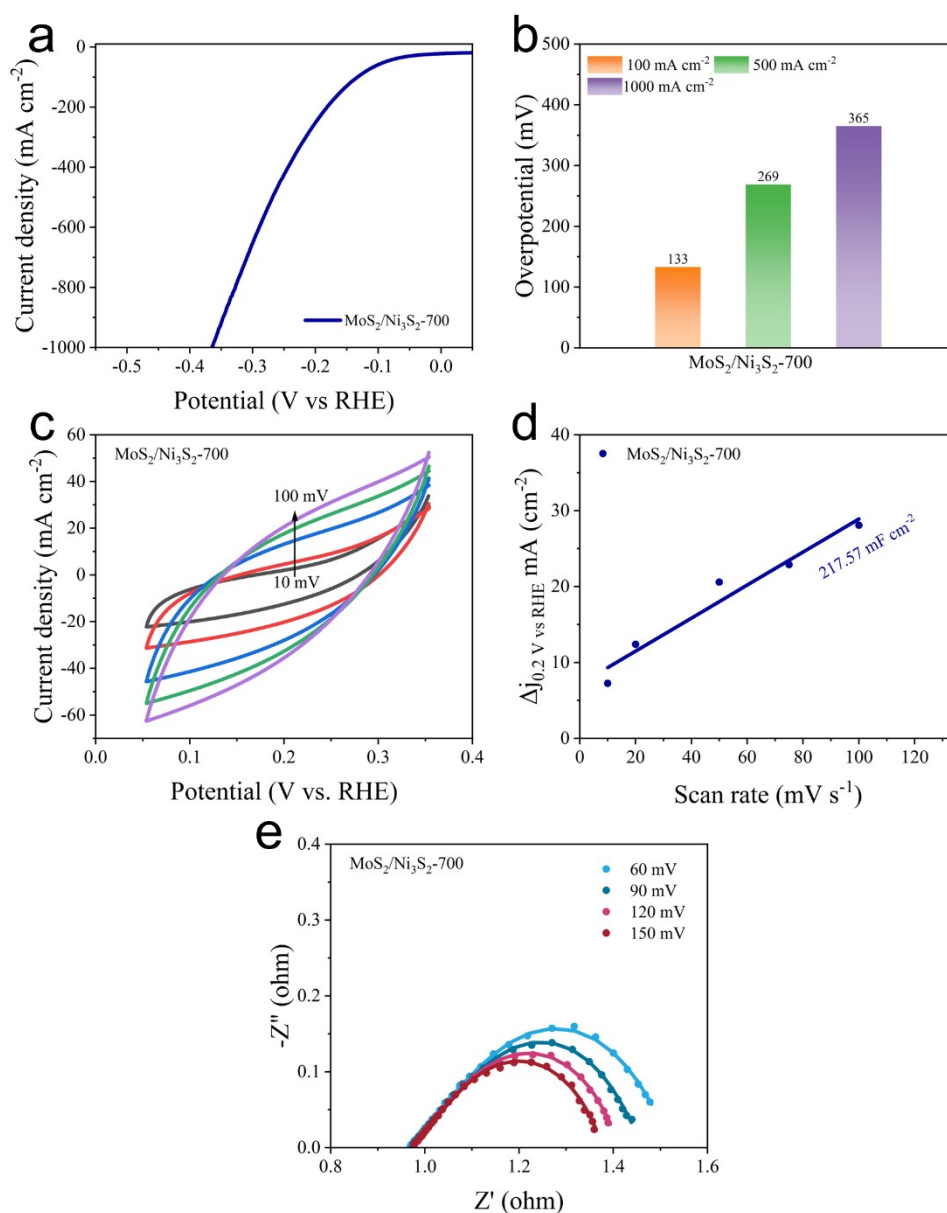 a
0
-200
-400
-600
-800
-1000
Current density (mA cm⁻²)
MoS₂/Ni₃S₂-700
-0.5 -0.4 -0.3 -0.2 -0.1 0.0
Potential (V vs RHE)
b
500
400
300
200
100
0
Overpotential (mV)
100 mA cm⁻² 500 mA cm⁻²
1000 mA cm⁻²
133
269
365
MoS₂/Ni₃S₂-700
c
60
40
20
0
-20
-40
-60
Current density (mA cm⁻²)
MoS₂/Ni₃S₂-700
100 mV
10 mV
0.0 0.1 0.2 0.3 0.4
Potential (V vs. RHE)
d
40
30
20
10
0
Δj₀.₂ V vs RHE mA (cm⁻²)
MoS₂/Ni₃S₂-700
217.57 mF cm⁻²
0 20 40 60 80 100 120
Scan rate (mV s⁻¹)
e
0.4
0.3
0.2
0.1
0.0
-Z'' (ohm)
MoS₂/Ni₃S₂-700
60 mV
90 mV
120 mV
150 mV
0.8 1.0 1.2 1.4 1.6
Z' (ohm)